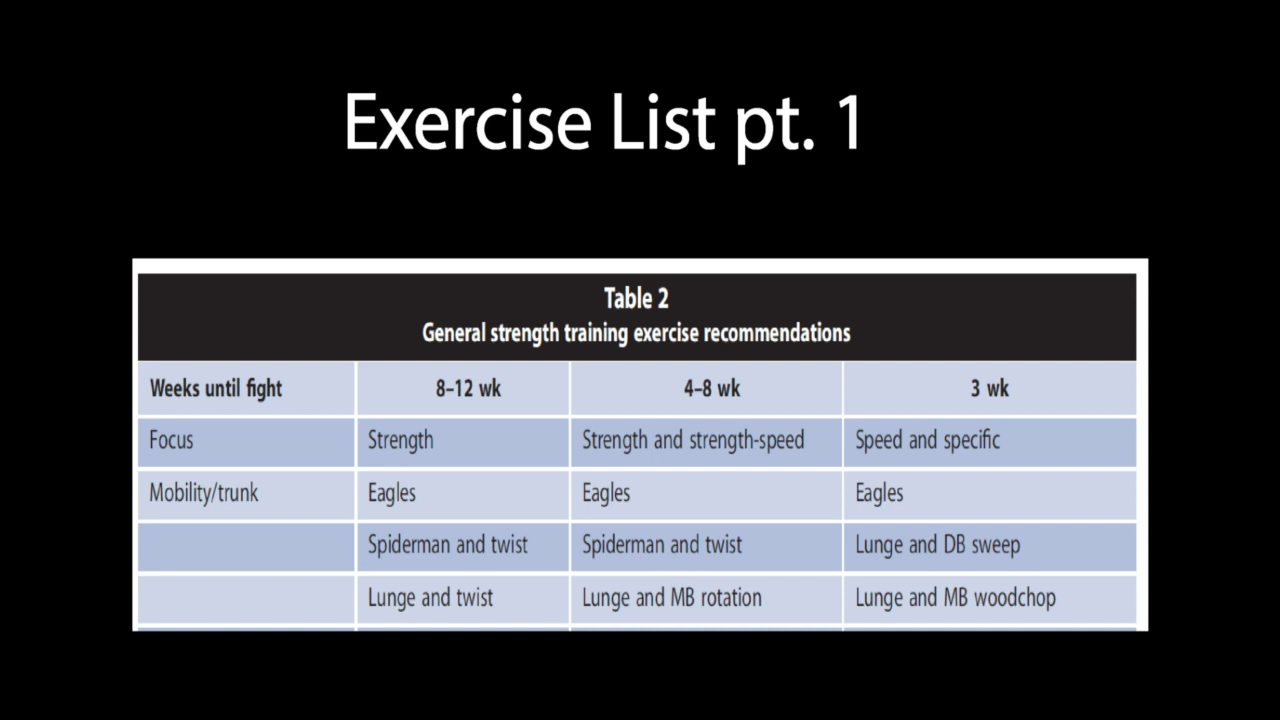 Exercise List pt. 1
Table 2
General strength training exercise recommendations
Weeks until fight 8–12 wk 4–8 wk 3 wk
Focus Strength Strength and strength-speed Speed and specific
Mobility/trunk Eagles Eagles Eagles
Spiderman and twist Spiderman and twist Lunge and DB sweep
Lunge and twist Lunge and MB rotation Lunge and MB woodchop